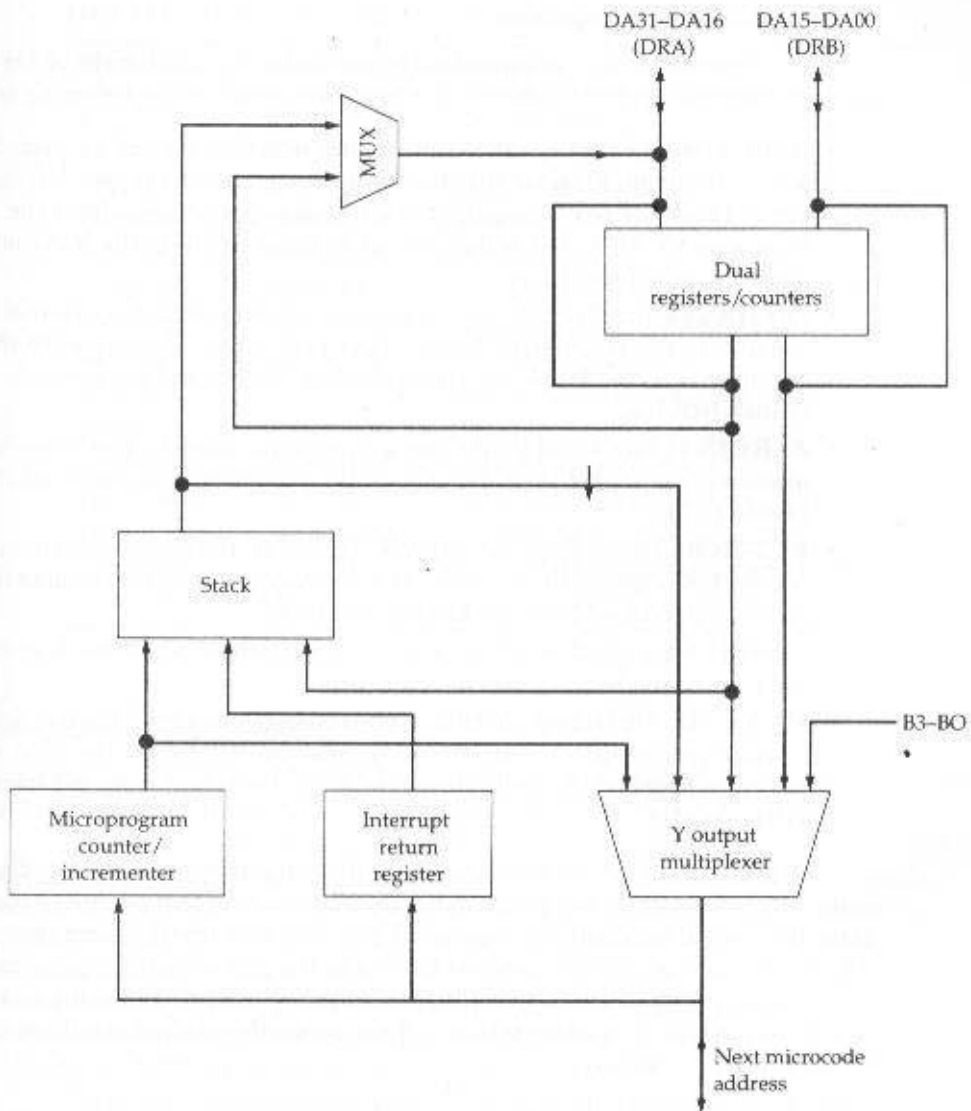 DA31–DA16 DA15–DA00
(DRA) (DRB)
MUX
Dual
registers/counters
Stack
B3–BO
Microprogram
counter/
incrementer
Interrupt
return
register
Y output
multiplexer
Next microcode
address